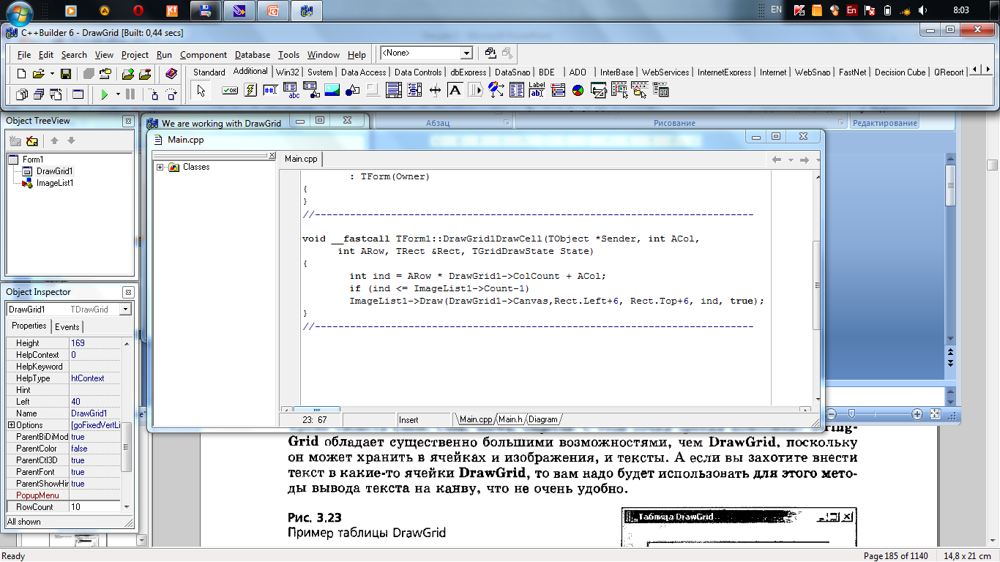 EN
En
8:03
C++Builder 6 - DrawGrid [Built: 0,44 secs]
File Edit Search View Project Run Component Database Tools Window Help
<None>
Standard Additional Win32 System Data Access Data Controls dbExpress DataSnap BDE ADO InterBase WebServices InternetExpress Internet WebSnap FastNet Decision Cube QReport
Object TreeView
Form1
DrawGrid1
ImageList1
We are working with DrawGrid
Абзац
Рисование
Редактирование
Main.cpp
Classes
Main.cpp
: TForm(Owner)
{
}
//---------------------------------------------------------------------------
void __fastcall TForm1::DrawGrid1DrawCell(TObject *Sender, int ACol,
int ARow, TRect &Rect, TGridDrawState State)
{
int ind = ARow * DrawGrid1->ColCount + ACol;
if (ind <= ImageList1->Count-1)
ImageList1->Draw(DrawGrid1->Canvas,Rect.Left+6, Rect.Top+6, ind, true);
}
//---------------------------------------------------------------------------
23: 67
Insert
Main.cpp Main.h Diagram
Object Inspector
DrawGrid1 TDrawGrid
Properties Events
Height 169
HelpContext 0
HelpKeyword
HelpType htContext
Hint
Left 40
Name DrawGrid1
Options [goFixedVertLi
ParentBiDiMod true
ParentColor false
ParentCtl3D true
ParentFont true
ParentShowHir true
PopupMenu
RowCount 10
All shown
ring-
Grid обладает существенно большими возможностями, чем DrawGrid, поскольку
он может хранить в ячейках и изображения, и тексты. А если вы захотите внести
текст в какие-то ячейки DrawGrid, то вам надо будет использовать для этого мето-
ды вывода текста на канву, что не очень удобно.
Рис. 3.23
Пример таблицы DrawGrid
Таблица DrawGrid
Ready
Page 185 of 1140
14,8 x 21 cm